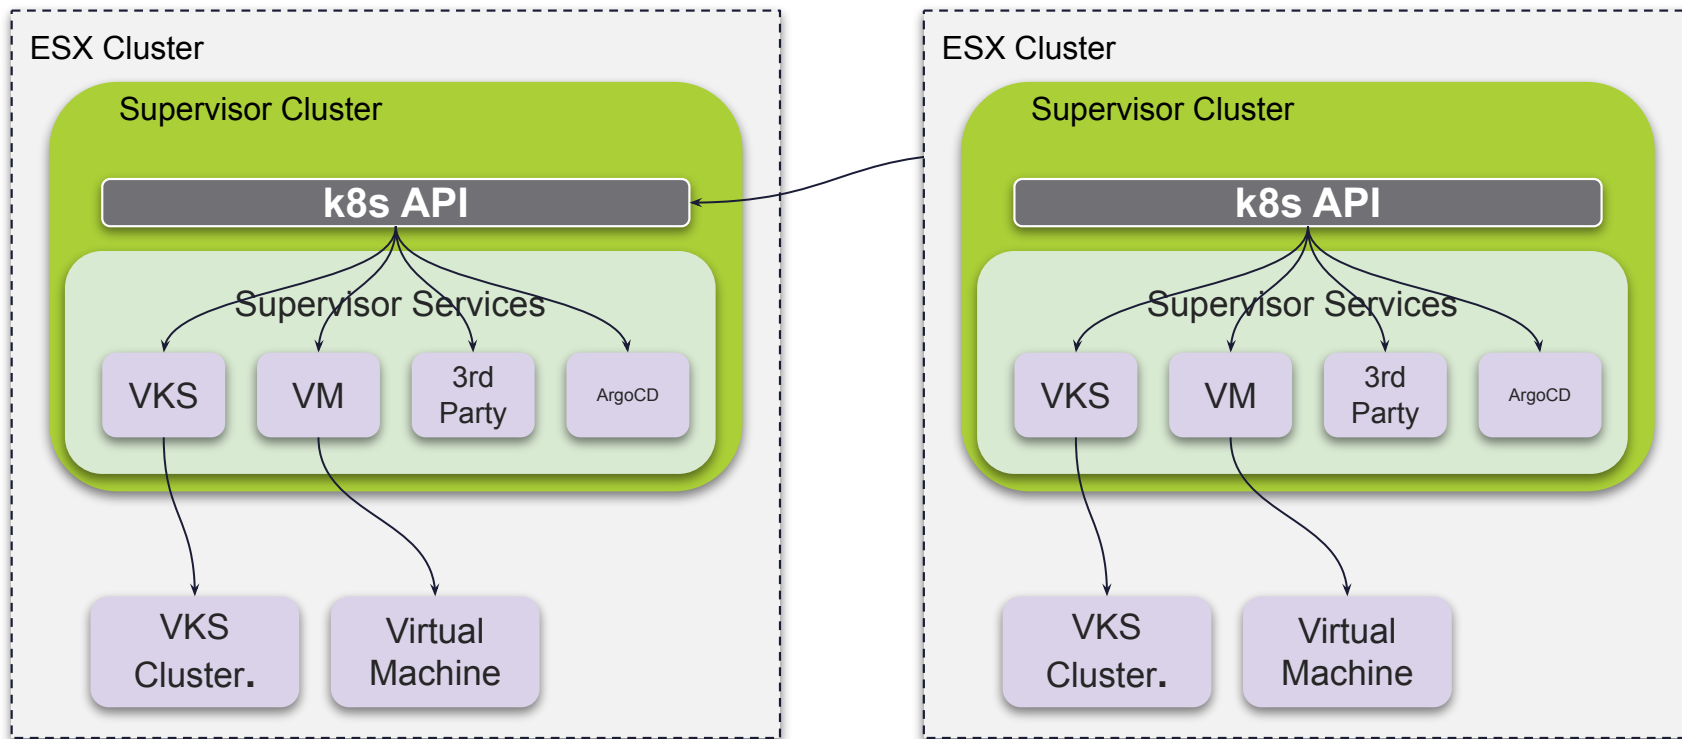 ESX Cluster
Supervisor Cluster
k8s API
Supervisor Services
VKS
VM
3rd
Party
ArgoCD
VKS
Cluster.
Virtual
Machine
ESX Cluster
Supervisor Cluster
k8s API
Supervisor Services
VKS
VM
3rd
Party
ArgoCD
VKS
Cluster.
Virtual
Machine